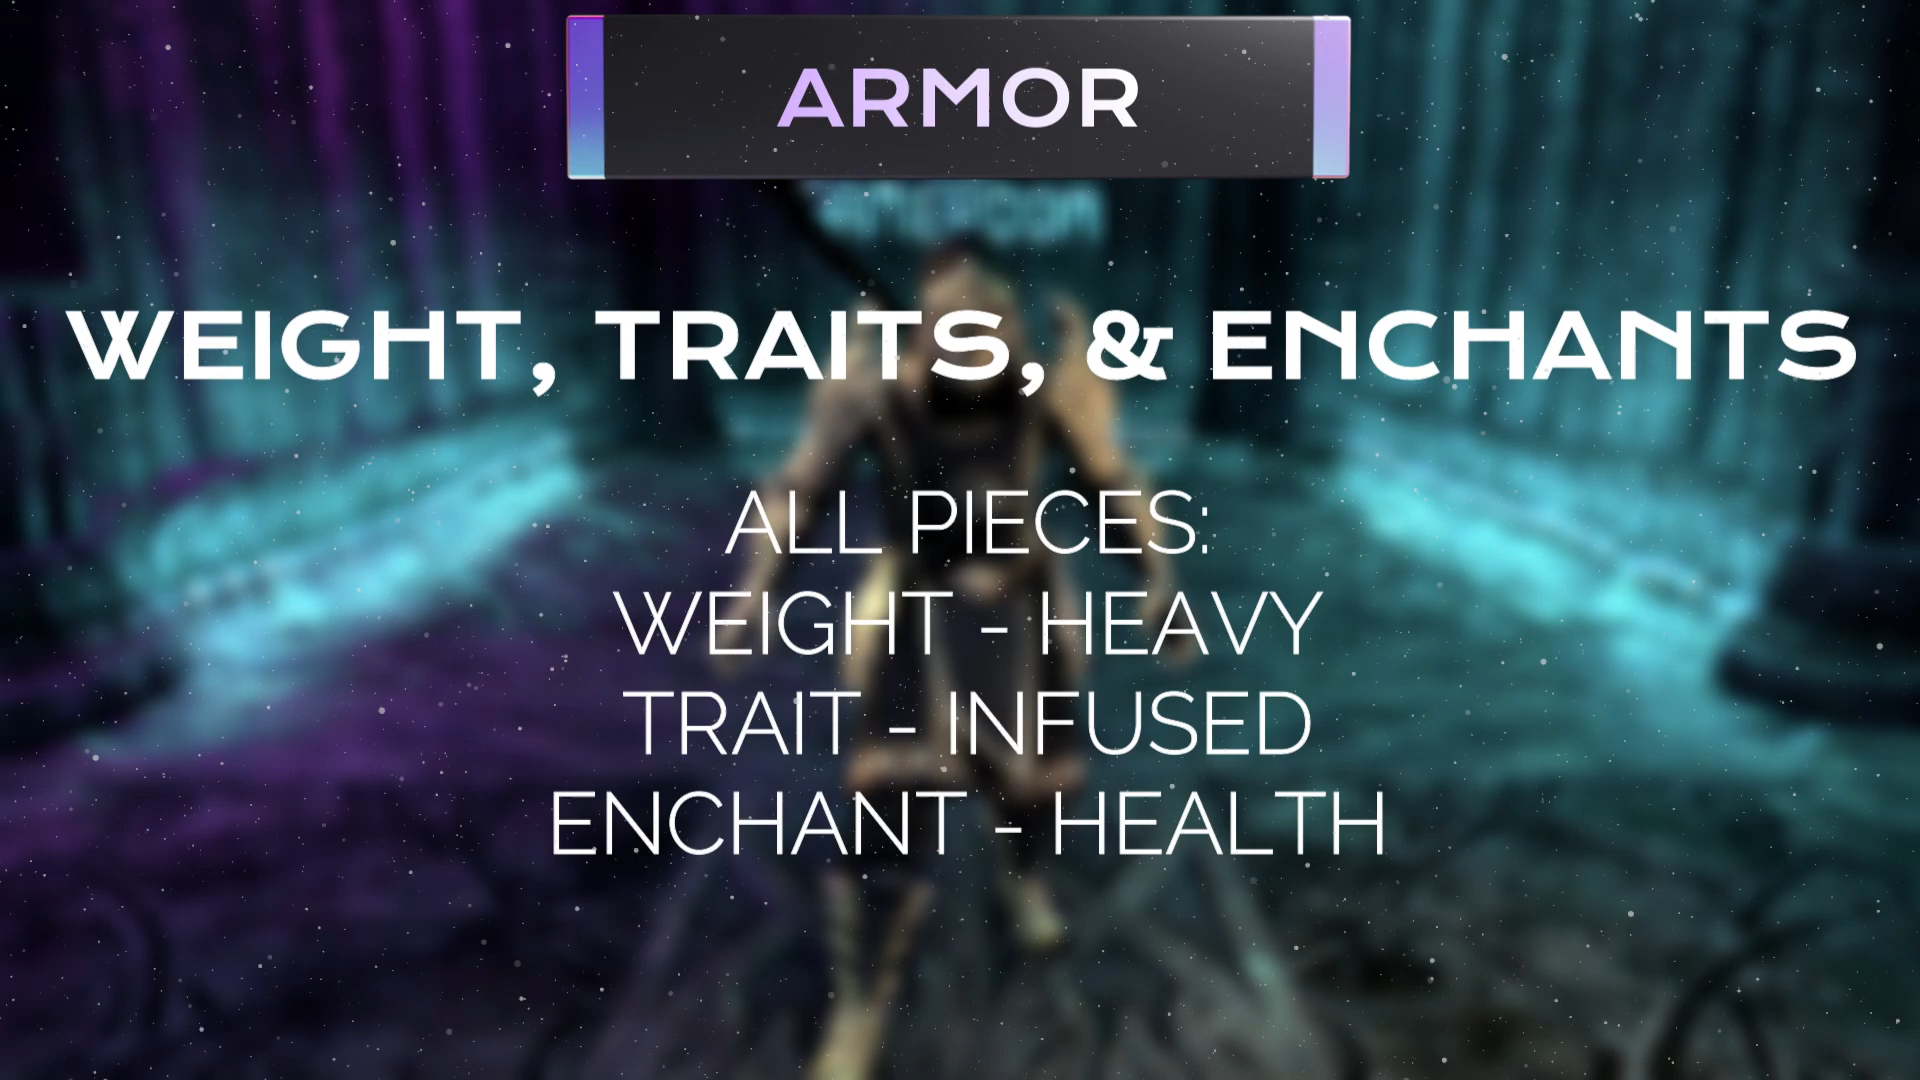 ARMOR
WEIGHT, TRAITS, & ENCHANTS
ALL PIECES:
WEIGHT - HEAVY
TRAIT - INFUSED
ENCHANT - HEALTH